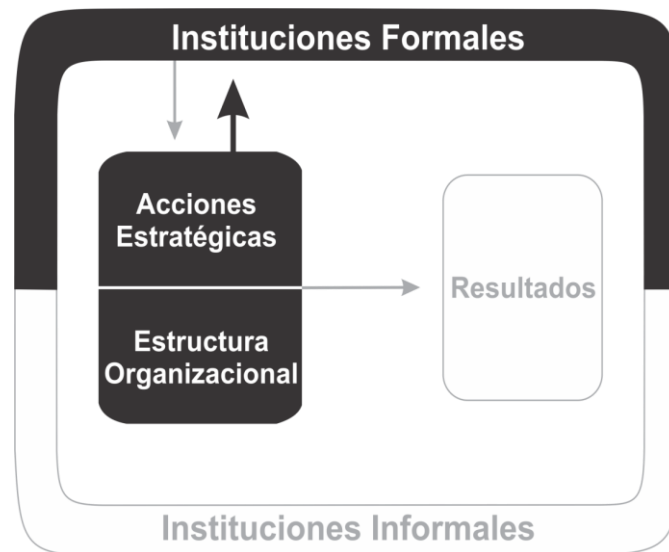 Instituciones Formales
Acciones
Estratégicas
Resultados
Estructura
Organizacional
Instituciones Informales